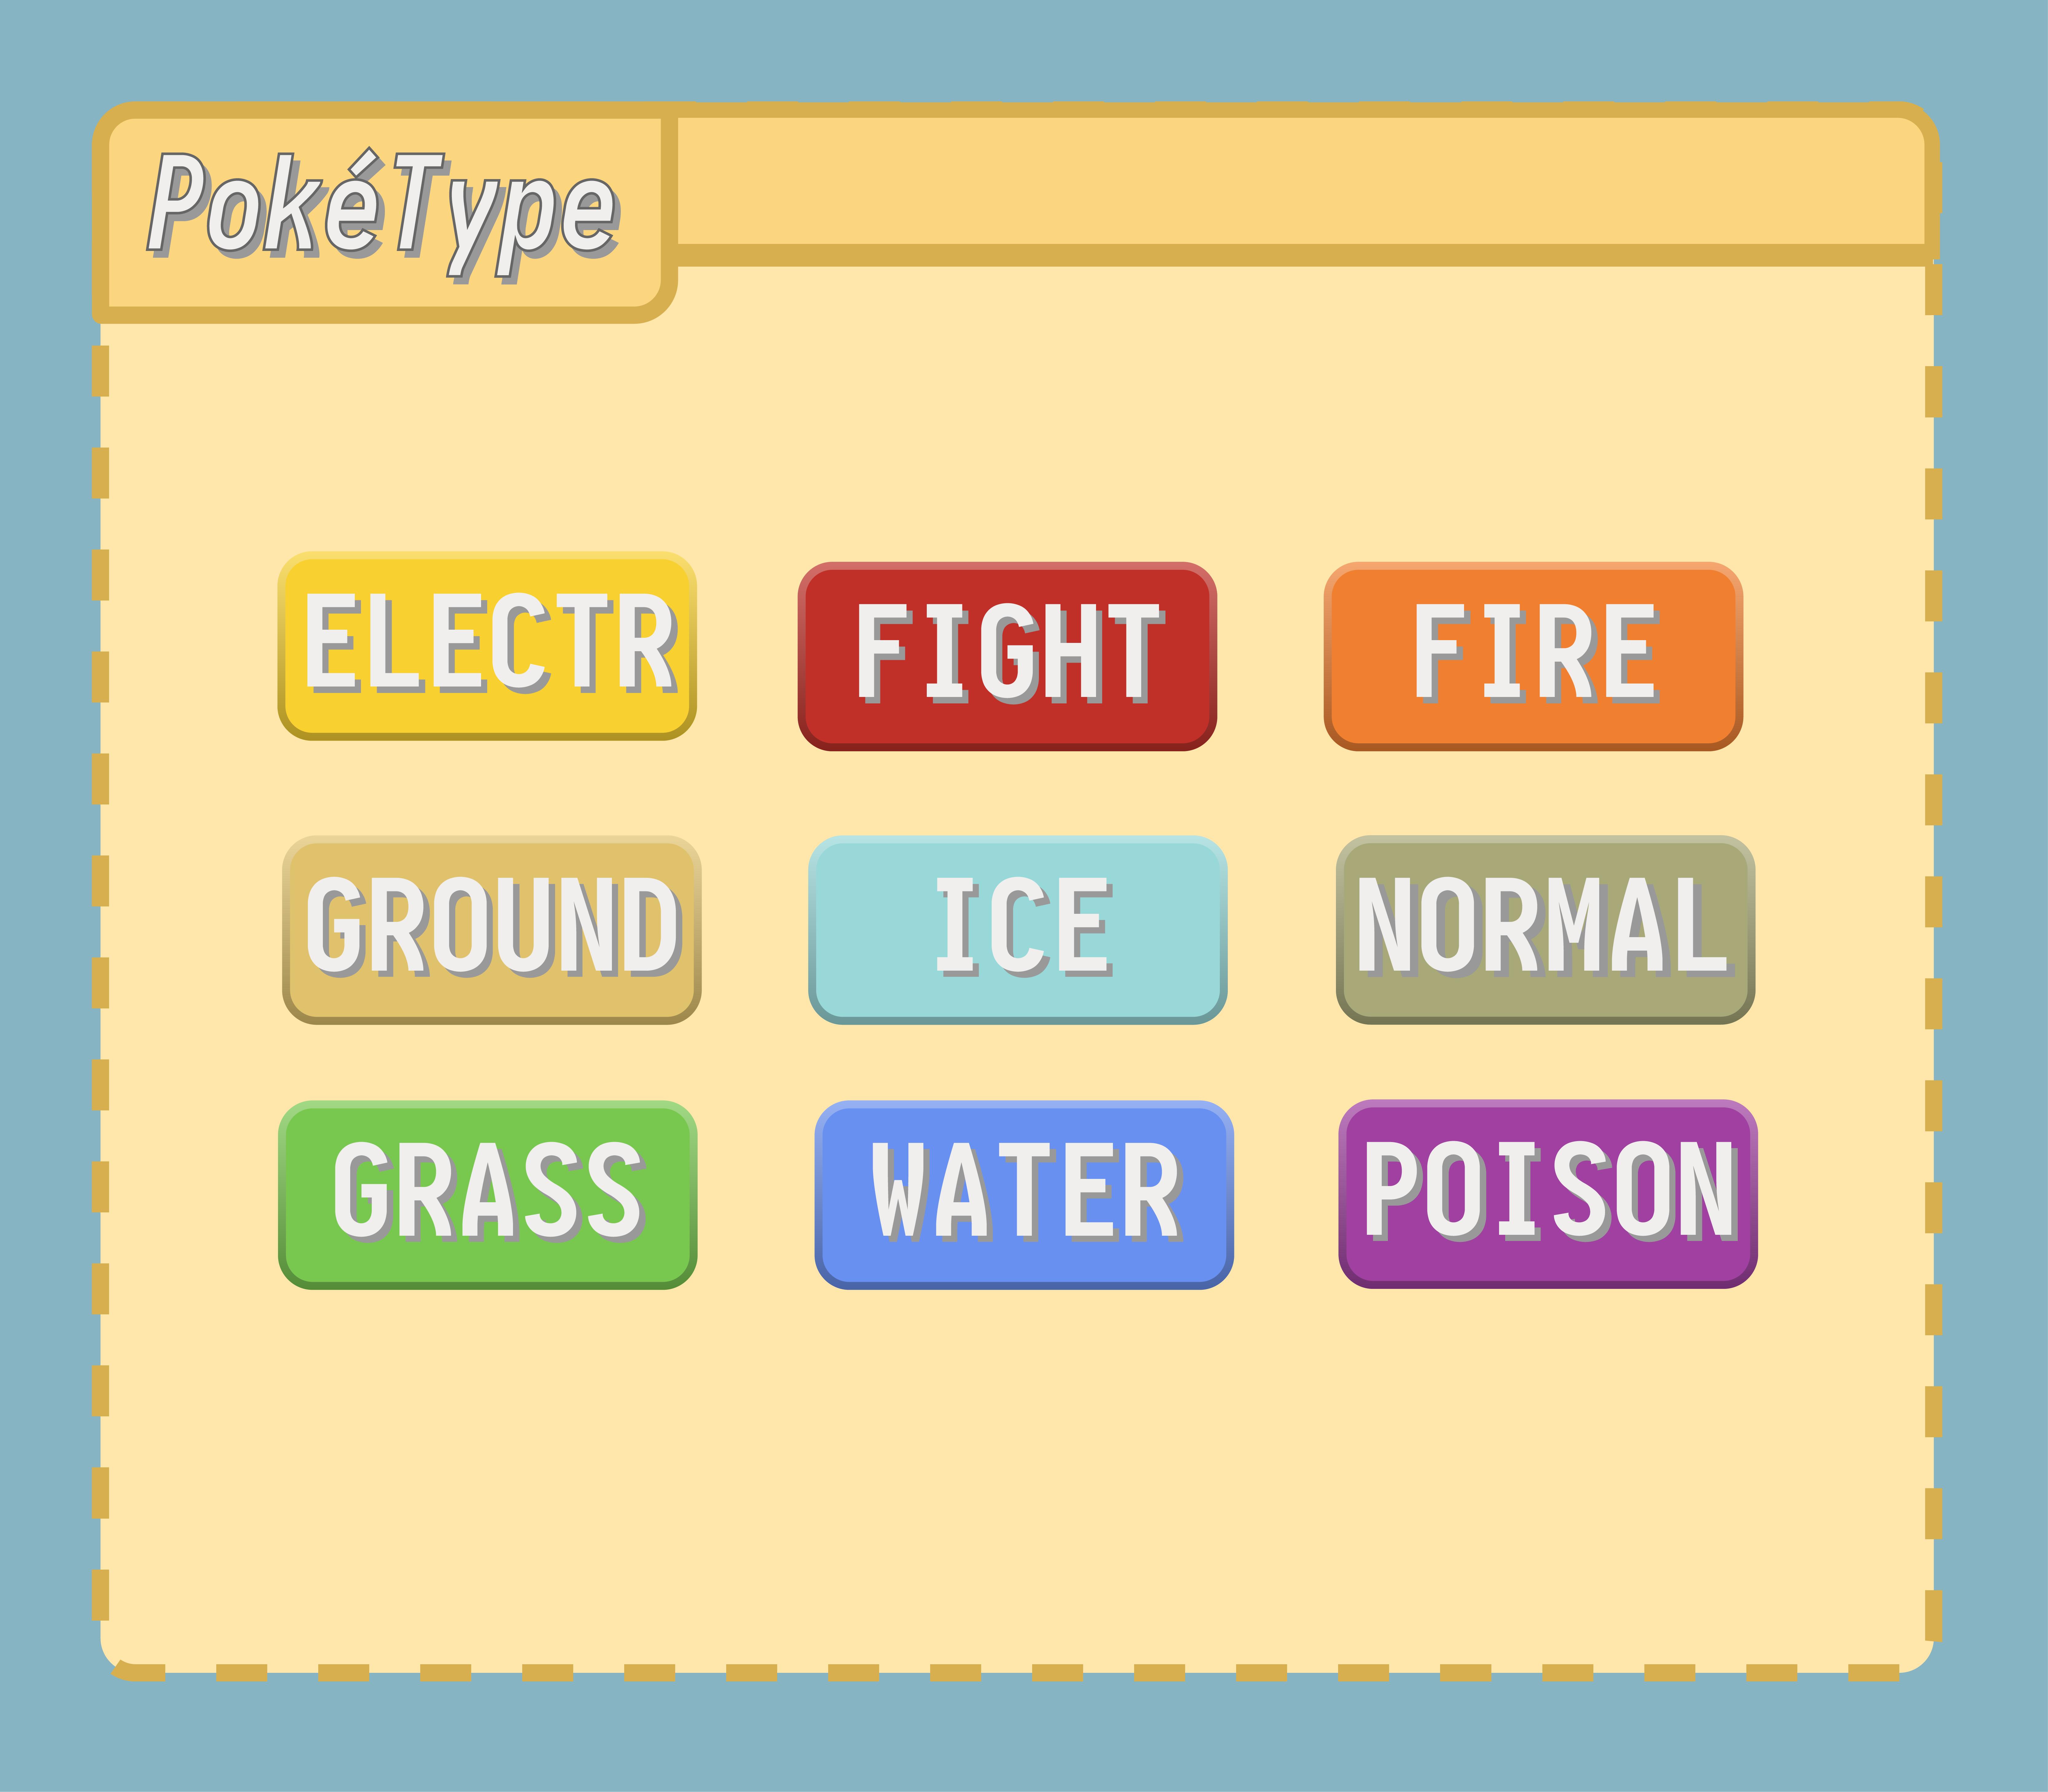 PokéType
ELECTR
FIGHT
FIRE
GROUND
ICE
NORMAL
GRASS
WATER
POISON